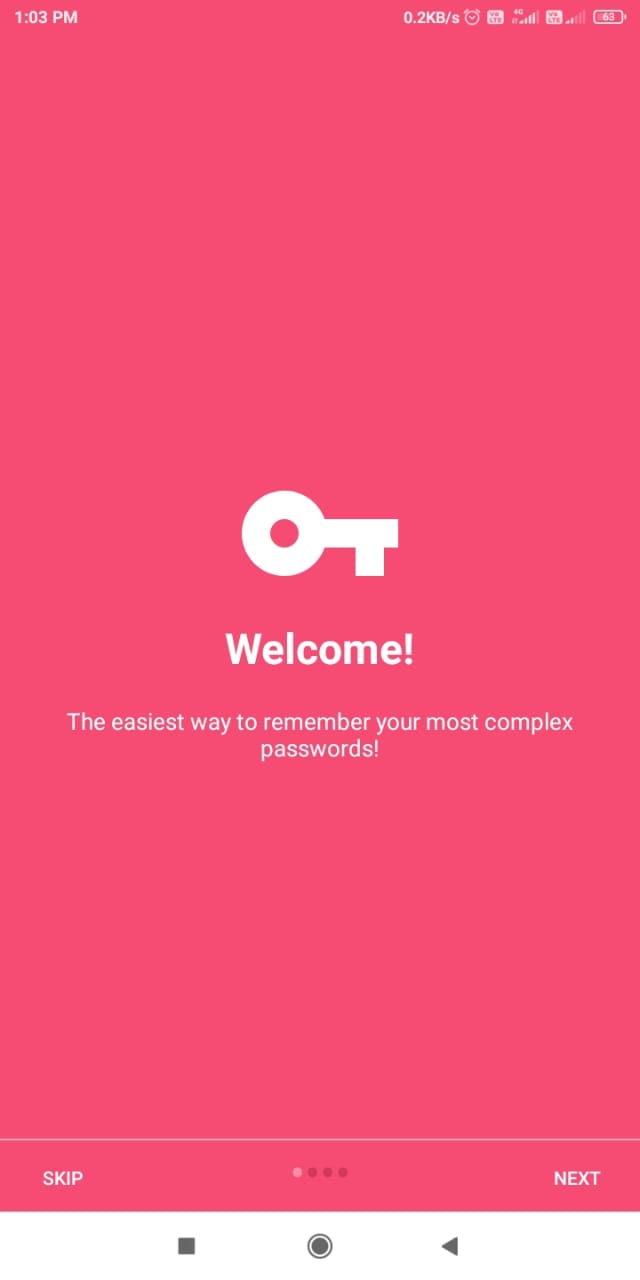 1:03 PM 0.2KB/s 4G 63
Welcome!
The easiest way to remember your most complex
passwords!
SKIP NEXT